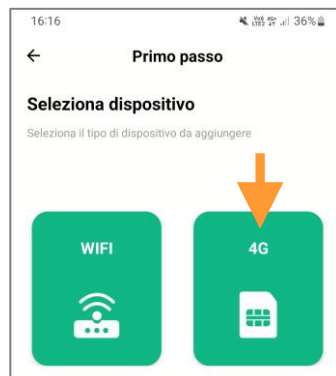 16:16 36%
Primo passo
Seleziona dispositivo
Seleziona il tipo di dispositivo da aggiungere
WIFI 4G